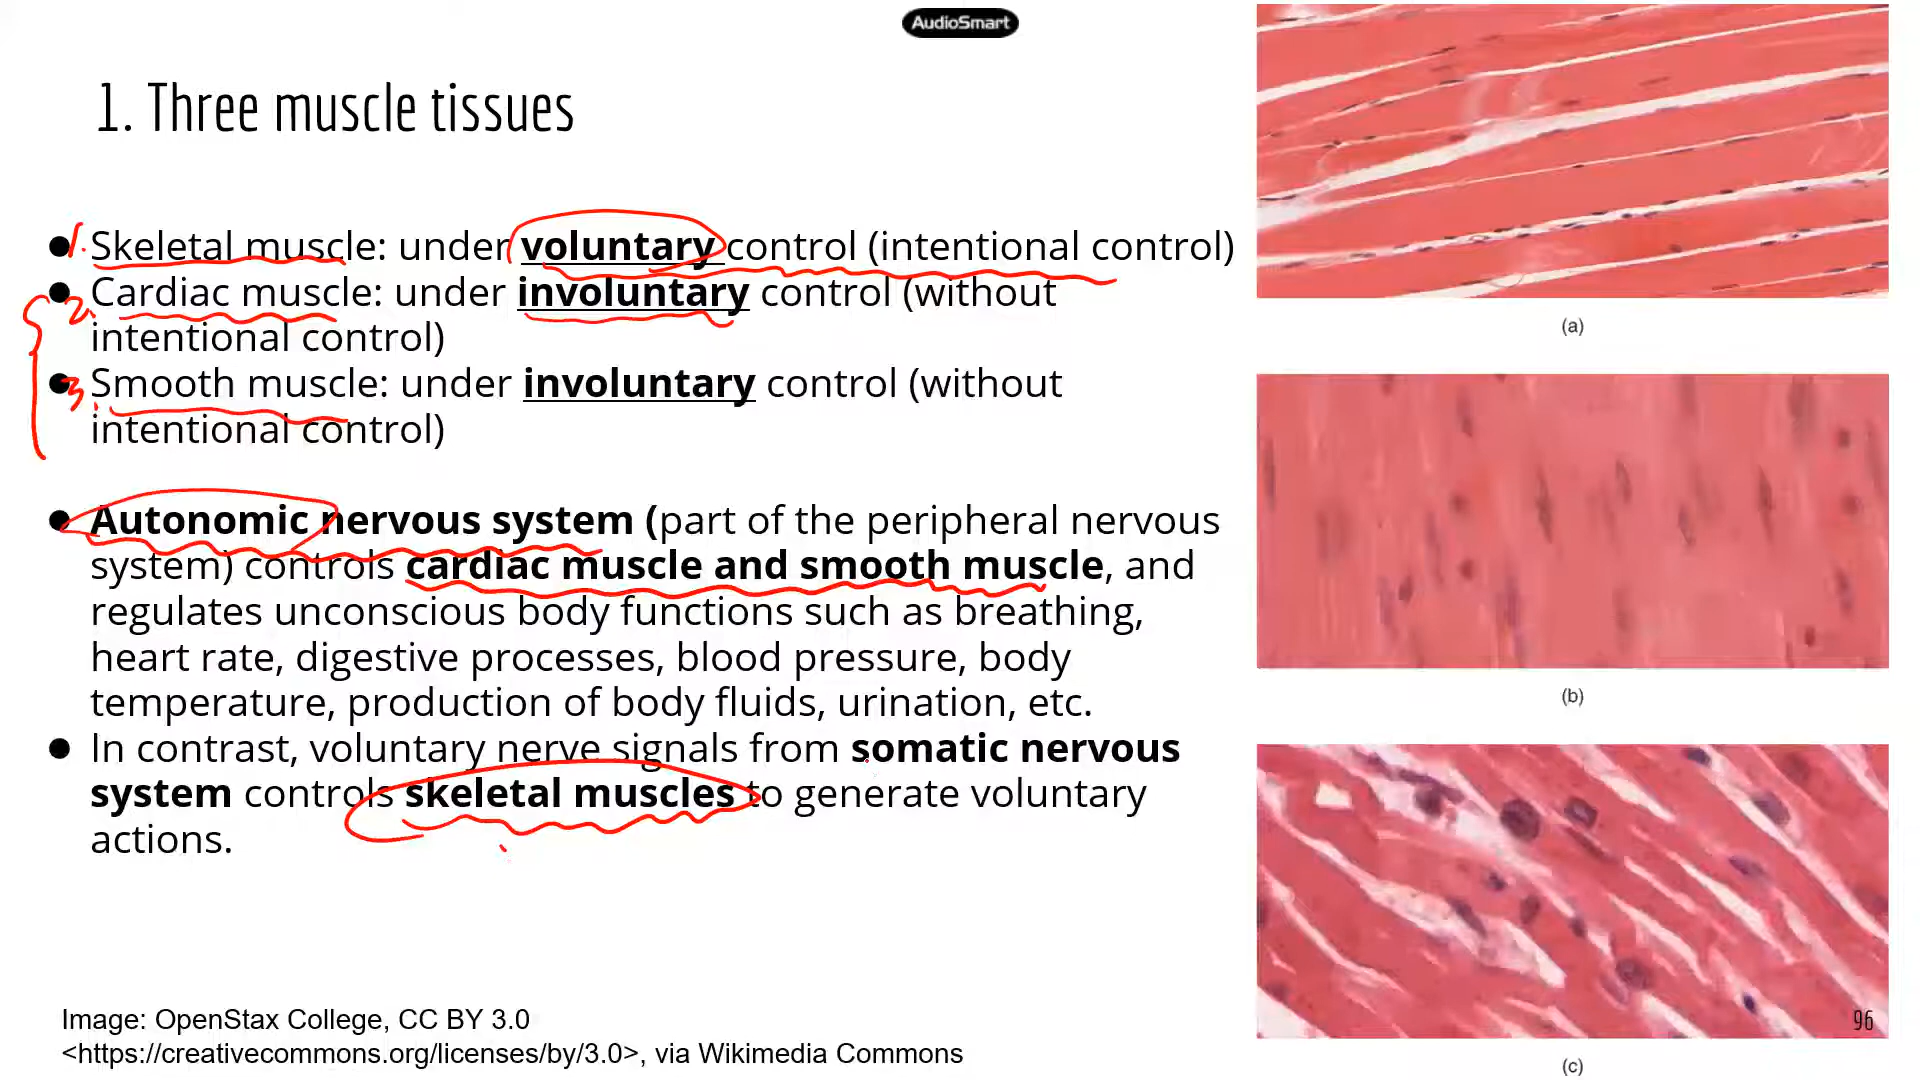 AudioSmart
1. Three muscle tissues
1. ● Skeletal muscle: under voluntary control (intentional control)
2. ● Cardiac muscle: under involuntary control (without
intentional control)
3. ● Smooth muscle: under involuntary control (without
intentional control)
● Autonomic nervous system (part of the peripheral nervous
system) controls cardiac muscle and smooth muscle, and
regulates unconscious body functions such as breathing,
heart rate, digestive processes, blood pressure, body
temperature, production of body fluids, urination, etc.
● In contrast, voluntary nerve signals from somatic nervous
system controls skeletal muscles to generate voluntary
actions.
Image: OpenStax College, CC BY 3.0
<https://creativecommons.org/licenses/by/3.0>, via Wikimedia Commons
(a)
(b)
(c)
96